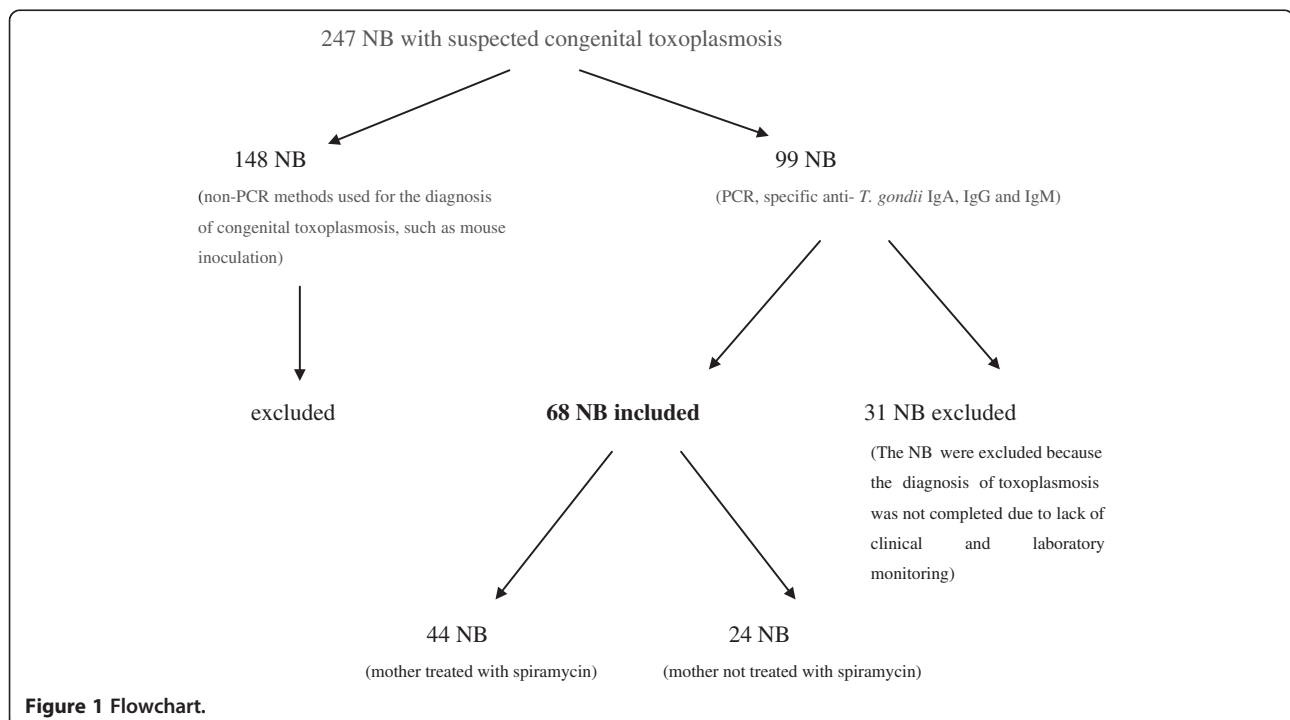 247 NB with suspected congenital toxoplasmosis
148 NB
(non-PCR methods used for the diagnosis
of congenital toxoplasmosis, such as mouse
inoculation)
99 NB
(PCR, specific anti- T. gondii IgA, IgG and IgM)
excluded
68 NB included
31 NB excluded
(The NB were excluded because
the diagnosis of toxoplasmosis
was not completed due to lack of
clinical and laboratory
monitoring)
44 NB
(mother treated with spiramycin)
24 NB
(mother not treated with spiramycin)
Figure 1 Flowchart.